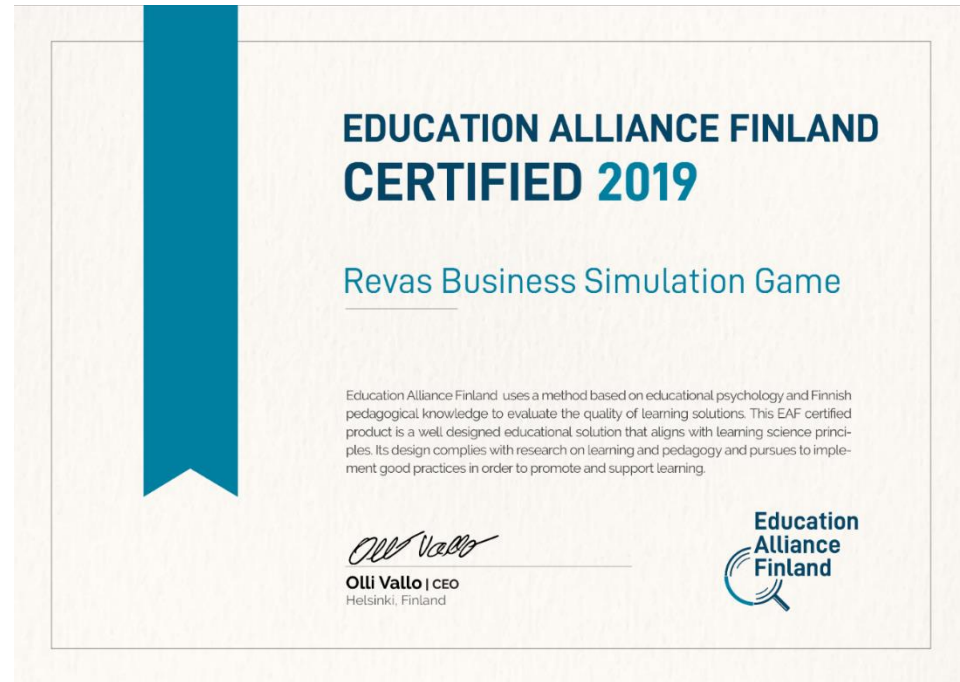 EDUCATION ALLIANCE FINLAND
CERTIFIED 2019
Revas Business Simulation Game
Education Alliance Finland uses a method based on educational psychology and Finnish
pedagogical knowledge to evaluate the quality of learning solutions. This EAF certified
product is a well designed educational solution that aligns with learning science princi-
ples. Its design complies with research on learning and pedagogy and pursues to imple-
ment good practices in order to promote and support learning.
Olli Vallo
Olli Vallo | CEO
Helsinki, Finland
Education
Alliance
Finland